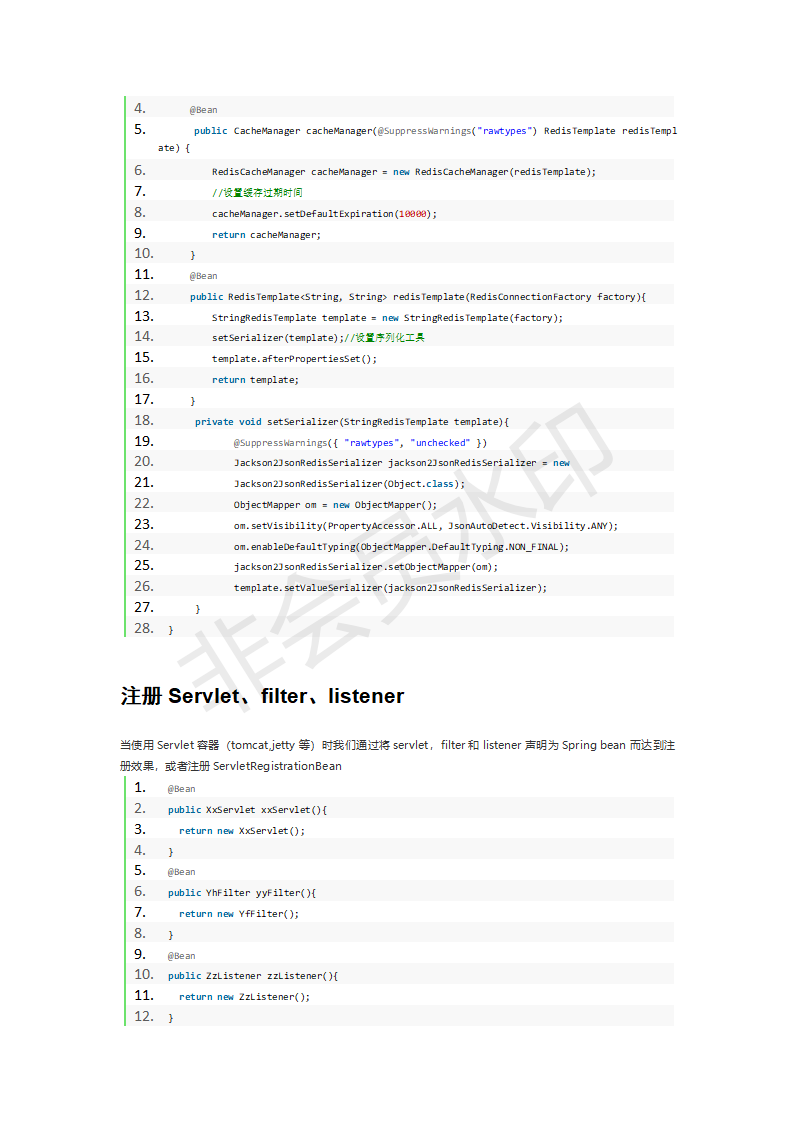 4. @Bean
5. public CacheManager cacheManager(@SuppressWarnings("rawtypes") RedisTemplate redisTempl
ate) {
6. RedisCacheManager cacheManager = new RedisCacheManager(redisTemplate);
7. //设置缓存过期时间
8. cacheManager.setDefaultExpiration(10000);
9. return cacheManager;
10. }
11. @Bean
12. public RedisTemplate<String, String> redisTemplate(RedisConnectionFactory factory){
13. StringRedisTemplate template = new StringRedisTemplate(factory);
14. setSerializer(template);//设置序列化工具
15. template.afterPropertiesSet();
16. return template;
17. }
18. private void setSerializer(StringRedisTemplate template){
19. @SuppressWarnings({ "rawtypes", "unchecked" })
20. Jackson2JsonRedisSerializer jackson2JsonRedisSerializer = new
21. Jackson2JsonRedisSerializer(Object.class);
22. ObjectMapper om = new ObjectMapper();
23. om.setVisibility(PropertyAccessor.ALL, JsonAutoDetect.Visibility.ANY);
24. om.enableDefaultTyping(ObjectMapper.DefaultTyping.NON_FINAL);
25. jackson2JsonRedisSerializer.setObjectMapper(om);
26. template.setValueSerializer(jackson2JsonRedisSerializer);
27. }
28. }
非会员水印
注册 Servlet、filter、listener
当使用 Servlet 容器（tomcat,jetty 等）时我们通过将 servlet，filter 和 listener 声明为 Spring bean 而达到注
册效果，或者注册 ServletRegistrationBean
1. @Bean
2. public XxServlet xxServlet(){
3. return new XxServlet();
4. }
5. @Bean
6. public YhFilter yyFilter(){
7. return new YfFilter();
8. }
9. @Bean
10. public ZzListener zzListener(){
11. return new ZzListener();
12. }